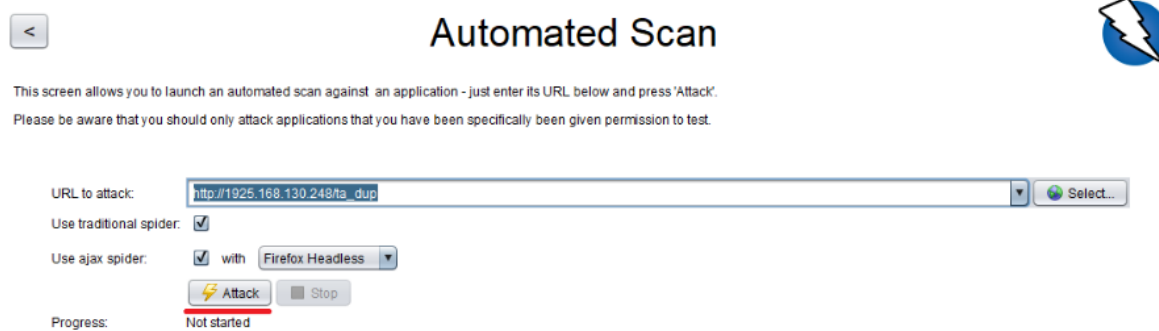 <
Automated Scan
This screen allows you to launch an automated scan against an application - just enter its URL below and press 'Attack'.
Please be aware that you should only attack applications that you have been specifically been given permission to test.
URL to attack: http://1925.168.130.248/ta_dup Select...
Use traditional spider:
Use ajax spider: with Firefox Headless
Attack Stop
Progress: Not started